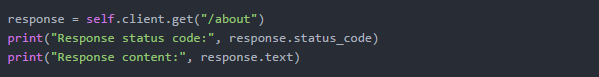 response = self.client.get("/about")
print("Response status code:", response.status_code)
print("Response content:", response.text)